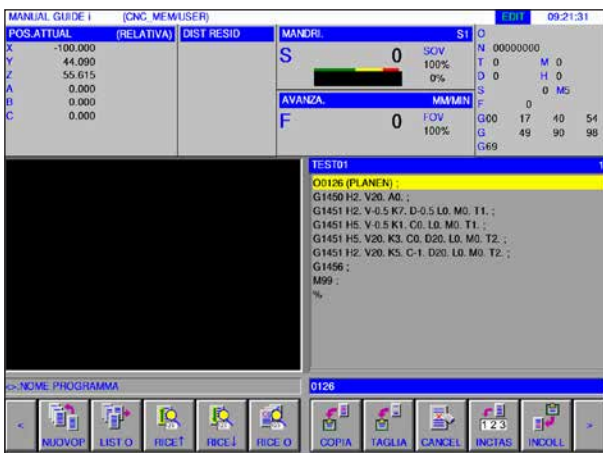 MANUAL GUIDE i (CNC_MEM/USER) EDIT 09:21:31
POS.ATTUAL (RELATIVA) DIST RESID MANDRI. S1 O
X -100.000
Y 44.090
Z 55.615
A 0.000
B 0.000
C 0.000
S 0 SOV
100%
0%
AVANZA. MM/MIN
F 0 FOV
100%
N 00000000
T 0 M 0
D 0 H 0
S 0 M5
F 0
G00 17 40 54
G 49 90 98
G69
TEST01 1
O0126 (PLANEN) ;
G1450 H2. V20. A0. ;
G1451 H2. V-0.5 K7. D-0.5 L0. M0. T1. ;
G1451 H5. V-0.5 K1. C0. L0. M0. T1. ;
G1451 H5. V20. K3. C0. D20. L0. M0. T2. ;
G1451 H2. V20. K5. C-1. D20. L0. M0. T2. ;
G1456 ;
M99 ;
%
<>:NOME PROGRAMMA 0126
< NUOVOP LIST O RICE↑ RICE↓ RICE O COPIA TAGLIA CANCEL INCTAS INCOLL >